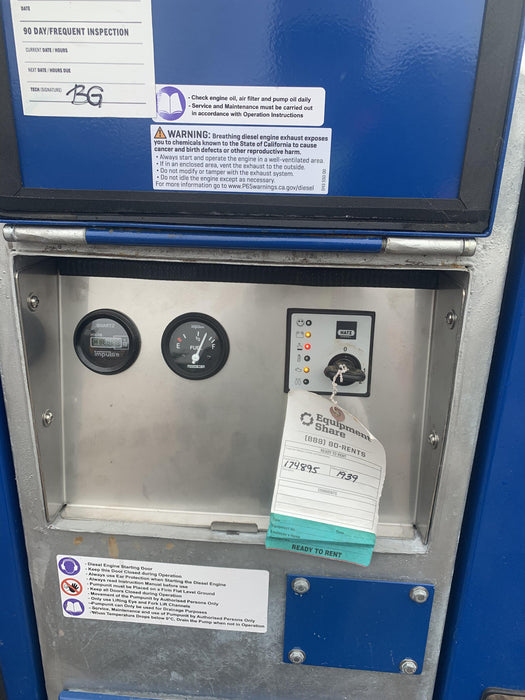 DATE
90 DAY/FREQUENT INSPECTION
CURRENT DATE / HOURS
NEXT DATE / HOURS DUE
TECH (SIGNATURE) BG
- Check engine oil, air filter and pump oil daily
- Service and Maintenance must be carried out
in accordance with Operation Instructions
WARNING: Breathing diesel engine exhaust exposes
you to chemicals known to the State of California to cause
cancer and birth defects or other reproductive harm.
• Always start and operate the engine in a well-ventilated area.
• If in an enclosed area, vent the exhaust to the outside.
• Do not modify or tamper with the exhaust system.
• Do not idle the engine except as necessary.
For more information go to www.P65warnings.ca.gov/diesel
QUARTZ
Impulse
E FUEL F
HATZ
0
Equipment
Share
(888) 80-RENTS
READY TO RENT
174895 1939
COMMENTS
READY TO RENT
- Diesel Engine Starting Door
- Keep this Door Closed during Operation
- Always use Ear Protection when Starting the Diesel Engine
- Always read Instruction Manual before use
- Pumpunit must be Placed on a Firm Flat Level Ground
- Keep all Doors Closed during Operation
- Movement of the Pumpunit by Authorised Persons Only
- Only use Lifting Eye and Fork Lift Channels
- Pumpunit can Only be used for Drainage Purposes
- Service, Maintenance and use of Pumpunit by Authorised Persons Only
- When Temperature Drops below 5°C, Drain the Pump when not in Operation